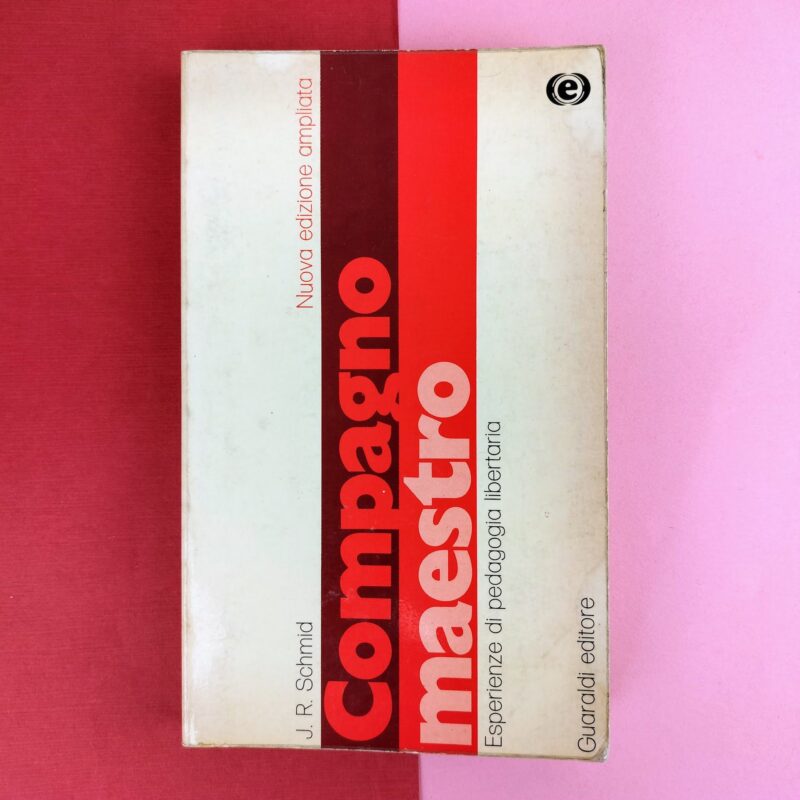 J. R. Schmid
Nuova edizione ampliata
Compagno
maestro
Esperienze di pedagogia libertaria
Guaraldi editore
e